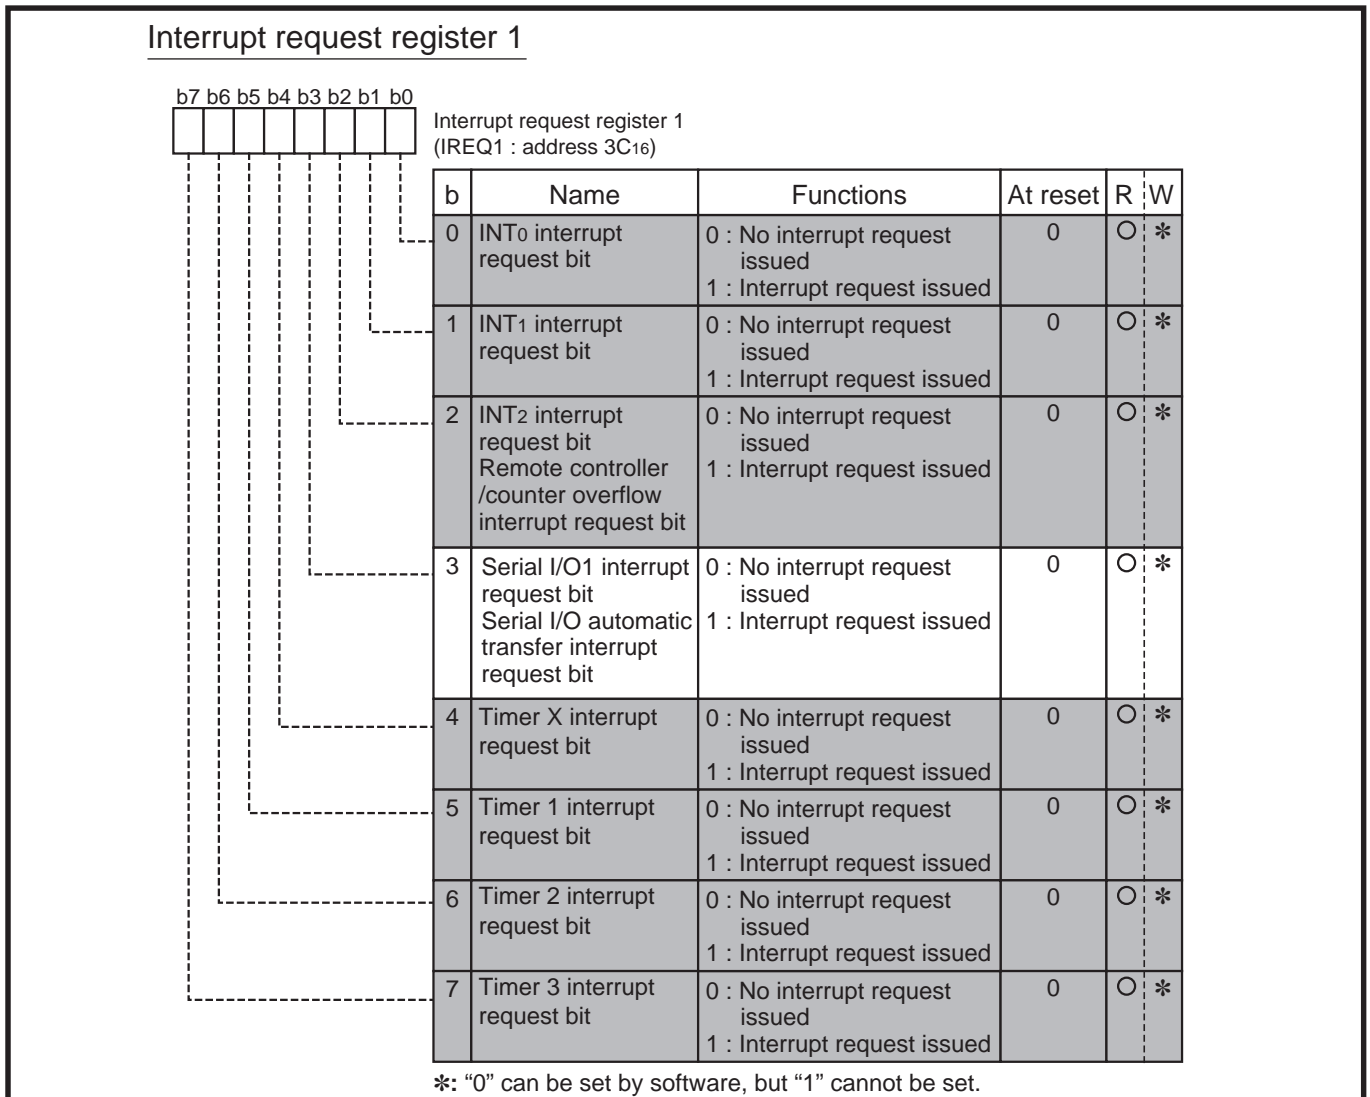 Interrupt request register 1
b7 b6 b5 b4 b3 b2 b1 b0
Interrupt request register 1
(IREQ1 : address 3C16)
b Name Functions At reset R W
0 INT0 interrupt request bit 0 : No interrupt request issued 1 : Interrupt request issued 0 O ✻
1 INT1 interrupt request bit 0 : No interrupt request issued 1 : Interrupt request issued 0 O ✻
2 INT2 interrupt request bit Remote controller /counter overflow interrupt request bit 0 : No interrupt request issued 1 : Interrupt request issued 0 O ✻
3 Serial I/O1 interrupt request bit Serial I/O automatic transfer interrupt request bit 0 : No interrupt request issued 1 : Interrupt request issued 0 O ✻
4 Timer X interrupt request bit 0 : No interrupt request issued 1 : Interrupt request issued 0 O ✻
5 Timer 1 interrupt request bit 0 : No interrupt request issued 1 : Interrupt request issued 0 O ✻
6 Timer 2 interrupt request bit 0 : No interrupt request issued 1 : Interrupt request issued 0 O ✻
7 Timer 3 interrupt request bit 0 : No interrupt request issued 1 : Interrupt request issued 0 O ✻
✻: “0” can be set by software, but “1” cannot be set.